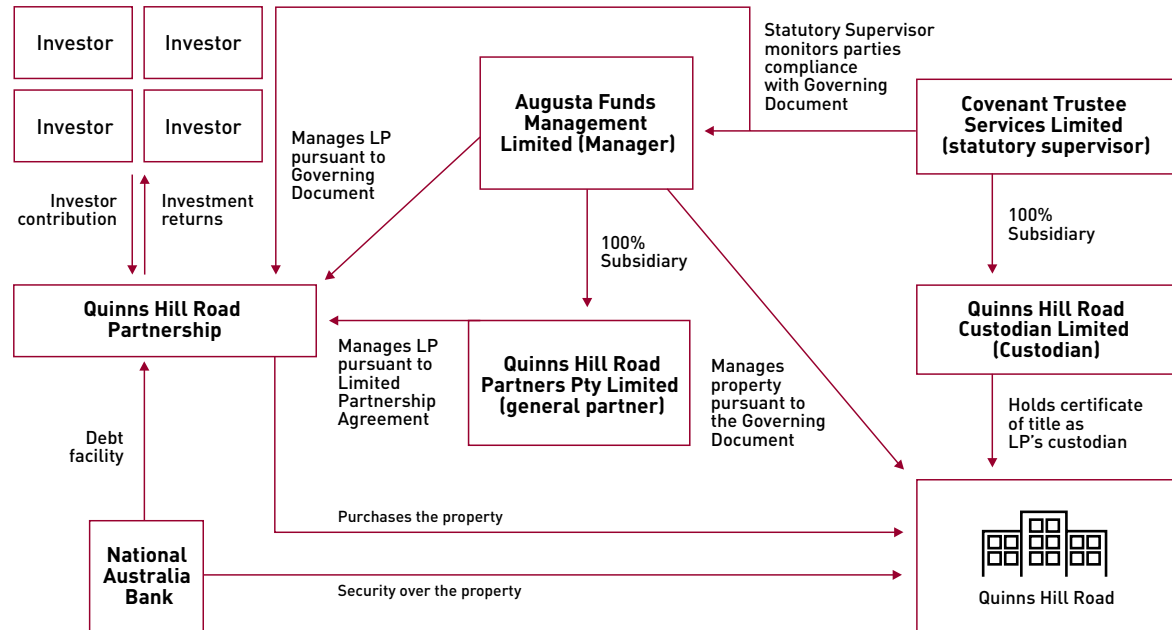 Investor
Investor
Investor
Investor
Investor
contribution
Investment
returns
Manages LP
pursuant to
Governing
Document
Augusta Funds
Management
Limited (Manager)
Statutory Supervisor
monitors parties
compliance
with Governing
Document
Covenant Trustee
Services Limited
(statutory supervisor)
100%
Subsidiary
100%
Subsidiary
Quinns Hill Road
Partnership
Manages LP
pursuant to
Limited
Partnership
Agreement
Quinns Hill Road
Partners Pty Limited
(general partner)
Manages
property
pursuant to
the Governing
Document
Quinns Hill Road
Custodian Limited
(Custodian)
Holds certificate
of title as
LP's custodian
Debt
facility
National
Australia
Bank
Purchases the property
Security over the property
Quinns Hill Road